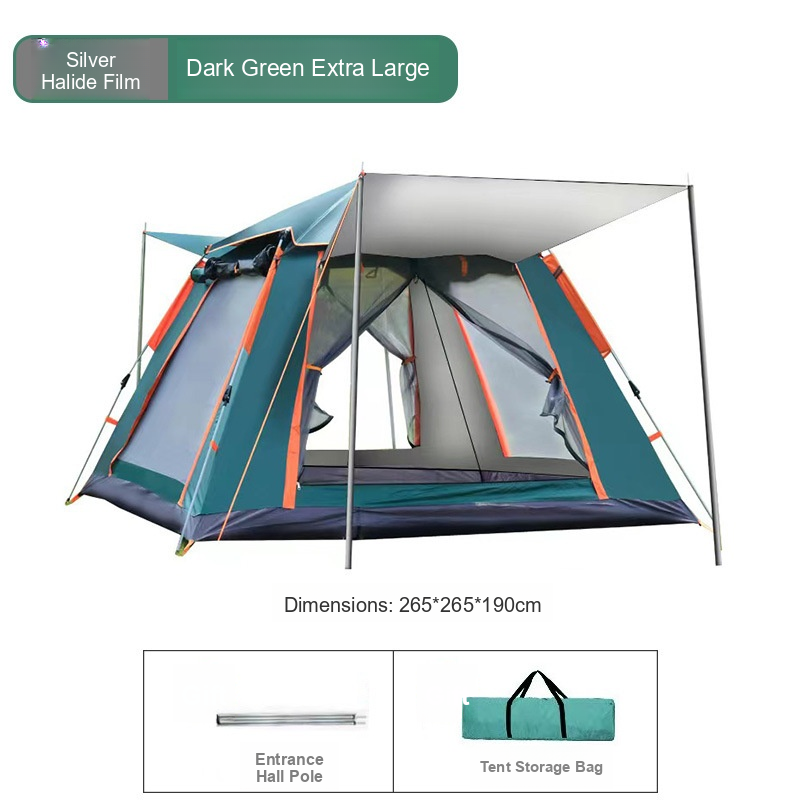 Silver
Halide Film
Dark Green Extra Large
Dimensions: 265*265*190cm
Entrance
Hall Pole
Tent Storage Bag